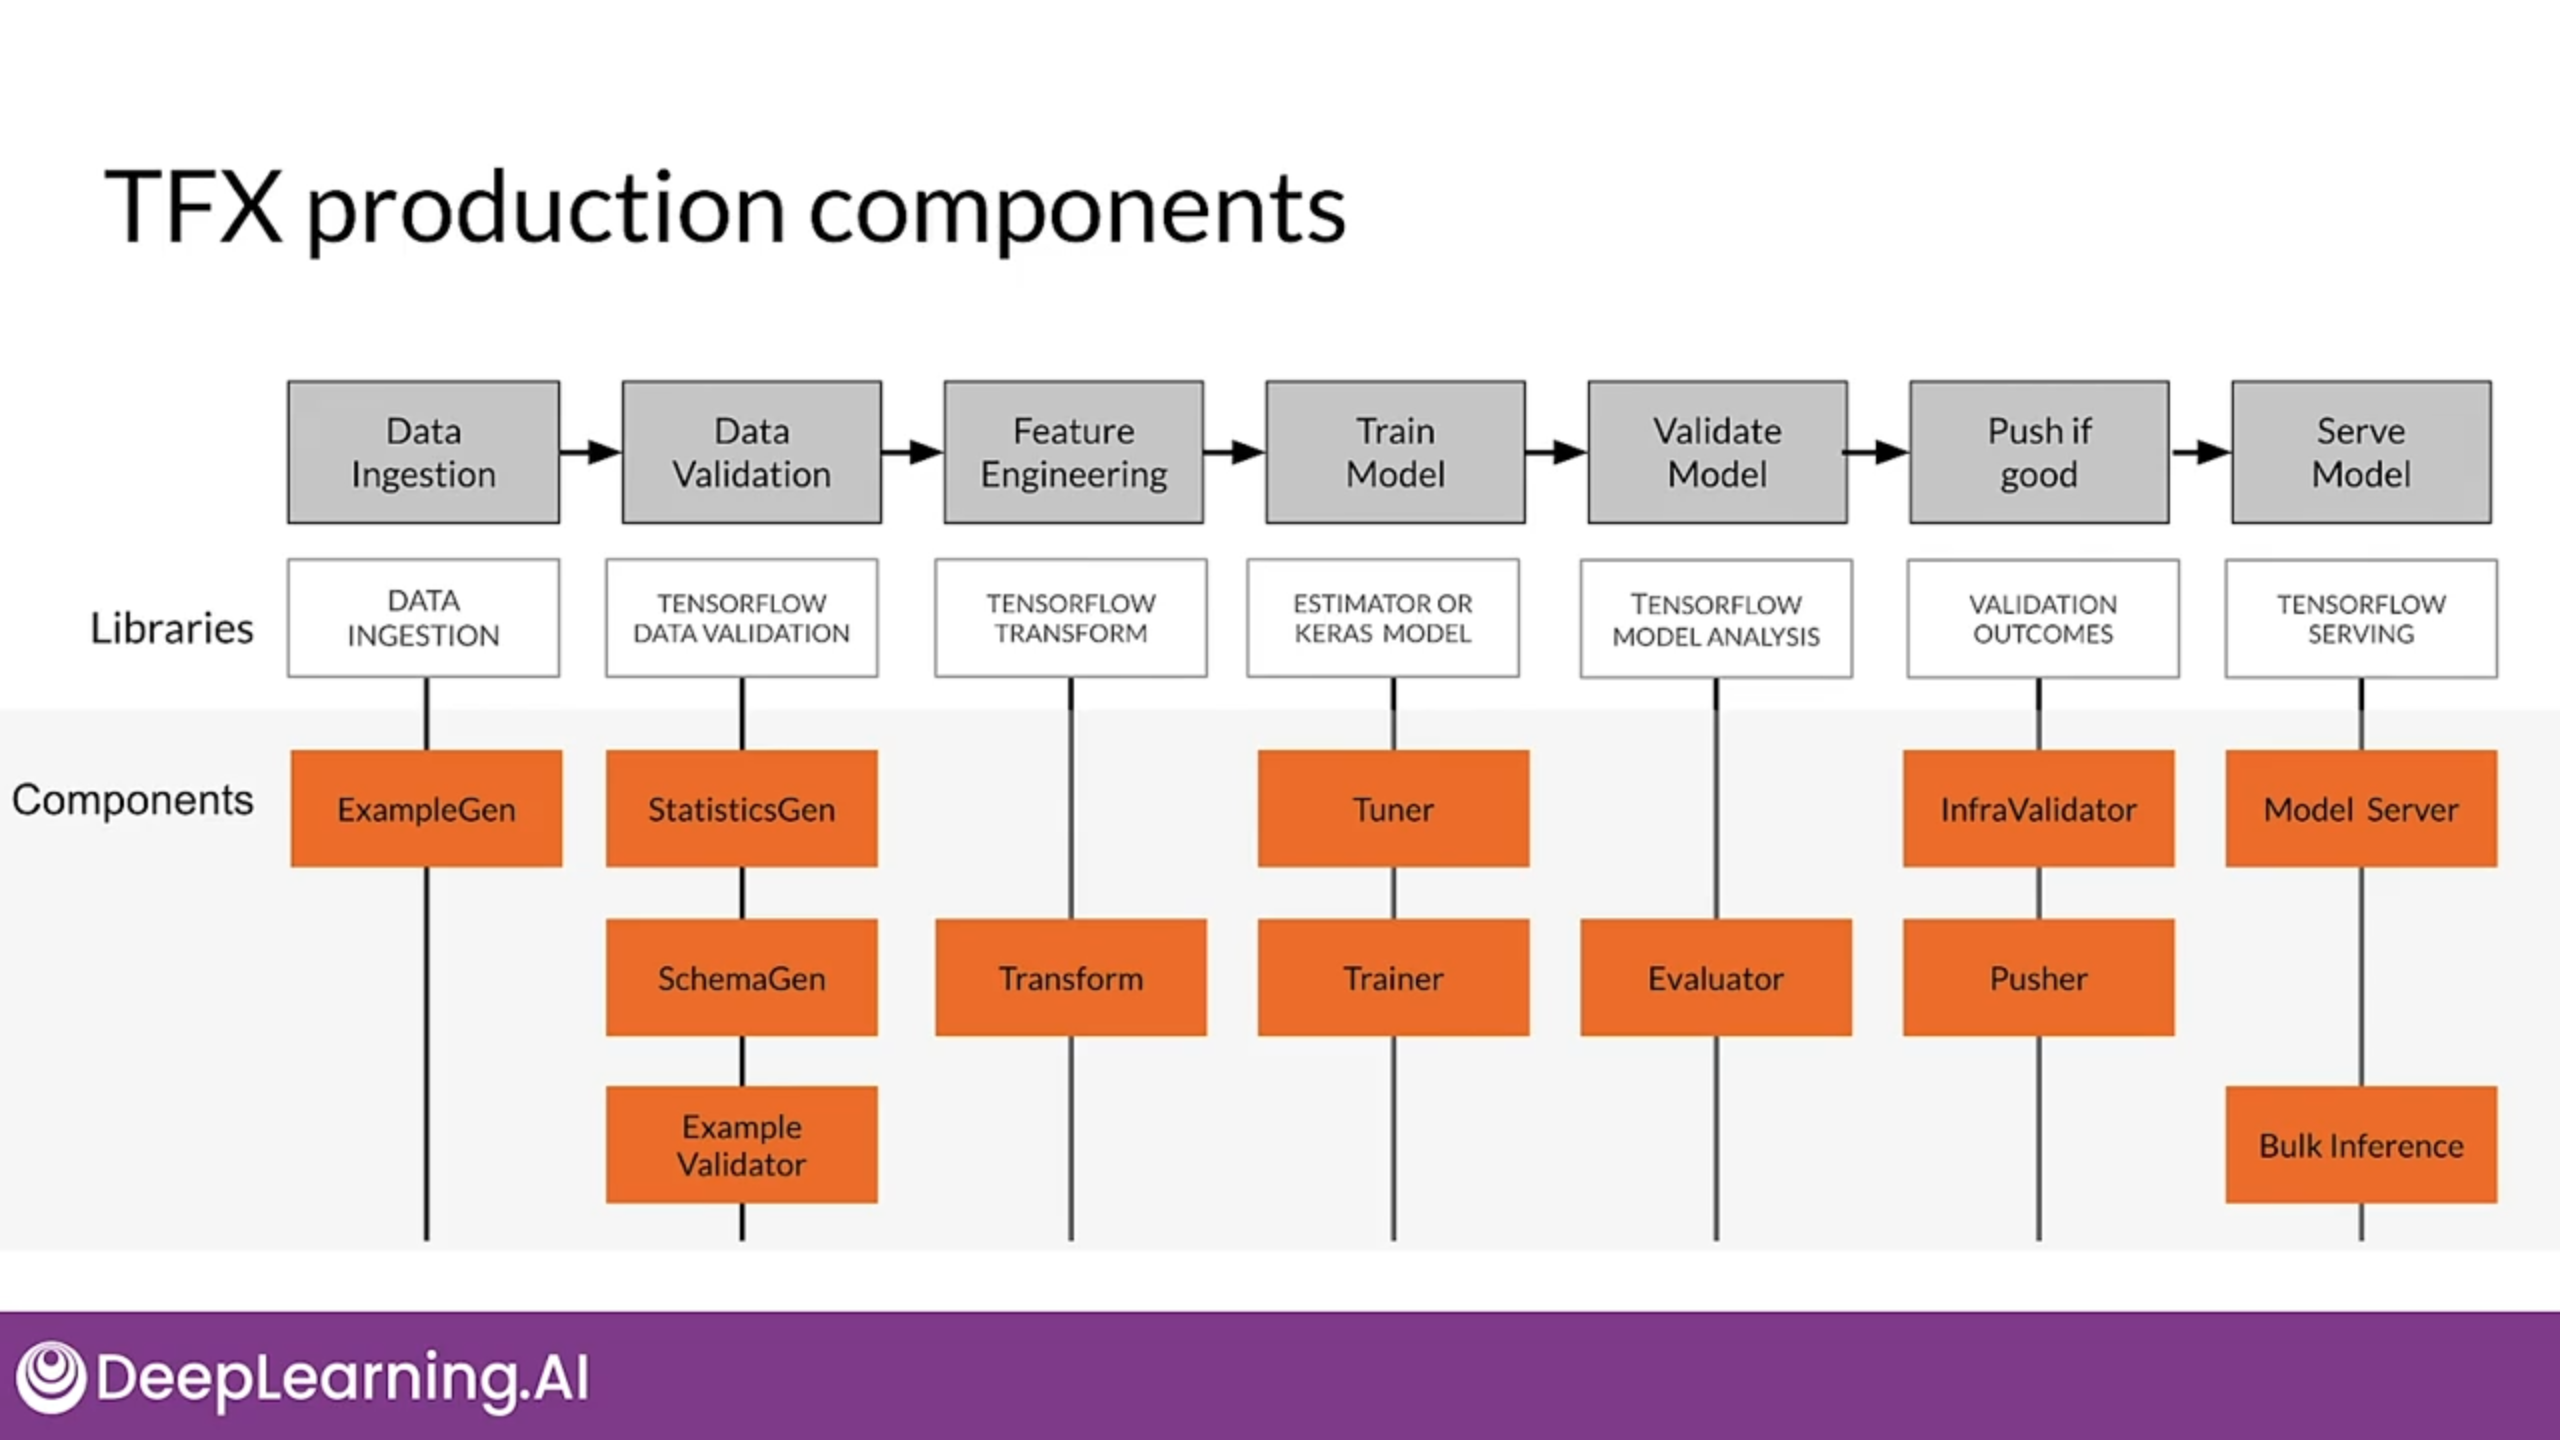 TFX production components
Data
Ingestion
Data
Validation
Feature
Engineering
Train
Model
Validate
Model
Push if
good
Serve
Model
Libraries
DATA
INGESTION
TENSORFLOW
DATA VALIDATION
TENSORFLOW
TRANSFORM
ESTIMATOR OR
KERAS MODEL
TENSORFLOW
MODEL ANALYSIS
VALIDATION
OUTCOMES
TENSORFLOW
SERVING
Components
ExampleGen
StatisticsGen
Tuner
InfraValidator
Model Server
SchemaGen
Transform
Trainer
Evaluator
Pusher
Example
Validator
Bulk Inference
DeepLearning.AI